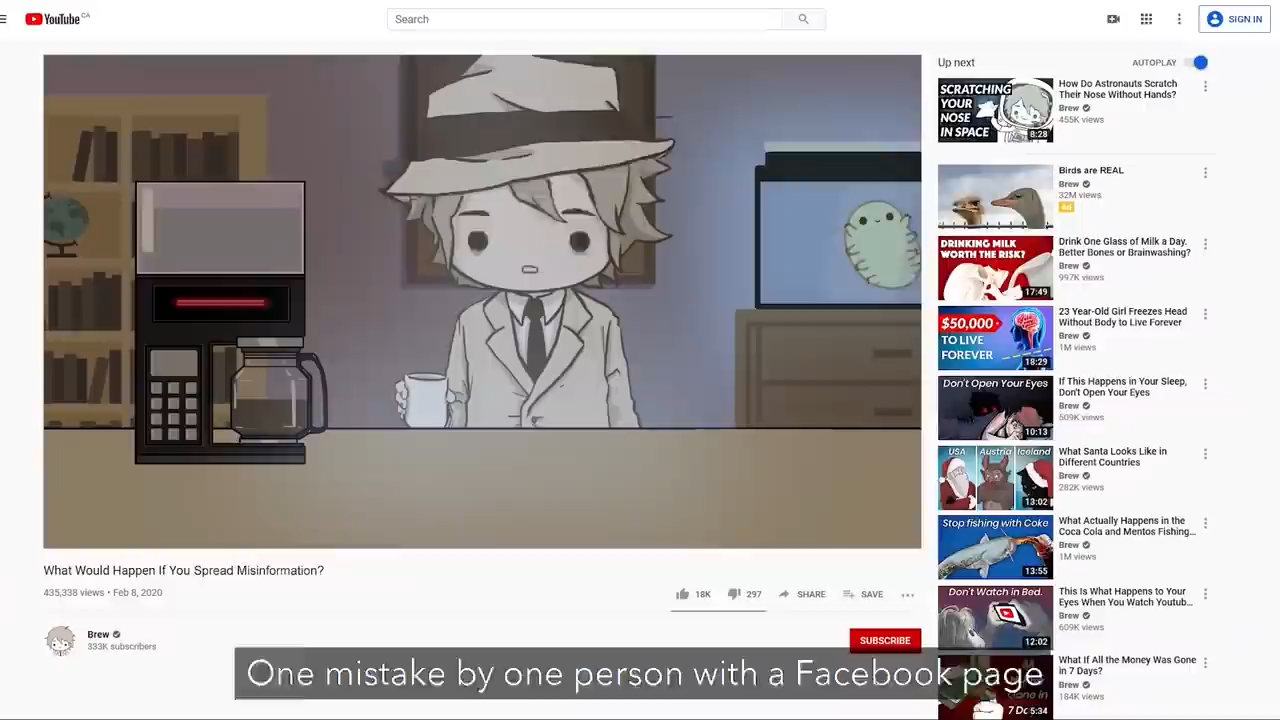 YouTube CA
Search
SIGN IN
What Would Happen If You Spread Misinformation?
435,338 views • Feb 8, 2020
18K
297
SHARE
SAVE
Brew
333K subscribers
SUBSCRIBE
One mistake by one person with a Facebook page
Up next
AUTOPLAY
SCRATCHING
YOUR
NOSE
IN SPACE
8:28
How Do Astronauts Scratch
Their Nose Without Hands?
Brew
455K views
Birds are REAL
Brew
32M views
Ad
DRINKING MILK
WORTH THE RISK?
17:49
Drink One Glass of Milk a Day.
Better Bones or Brainwashing?
Brew
997K views
$50,000
TO LIVE
FOREVER
18:29
23 Year-Old Girl Freezes Head
Without Body to Live Forever
Brew
1M views
Don't Open Your Eyes
10:13
If This Happens in Your Sleep,
Don't Open Your Eyes
Brew
509K views
USA
Austria
Iceland
13:02
What Santa Looks Like in
Different Countries
Brew
282K views
Stop fishing with Coke
13:55
What Actually Happens in the
Coca Cola and Mentos Fishing...
Brew
1M views
Don't Watch in Bed.
12:02
This Is What Happens to Your
Eyes When You Watch Youtub...
Brew
609K views
5:34
What If All the Money Was Gone
in 7 Days?
Brew
184K views